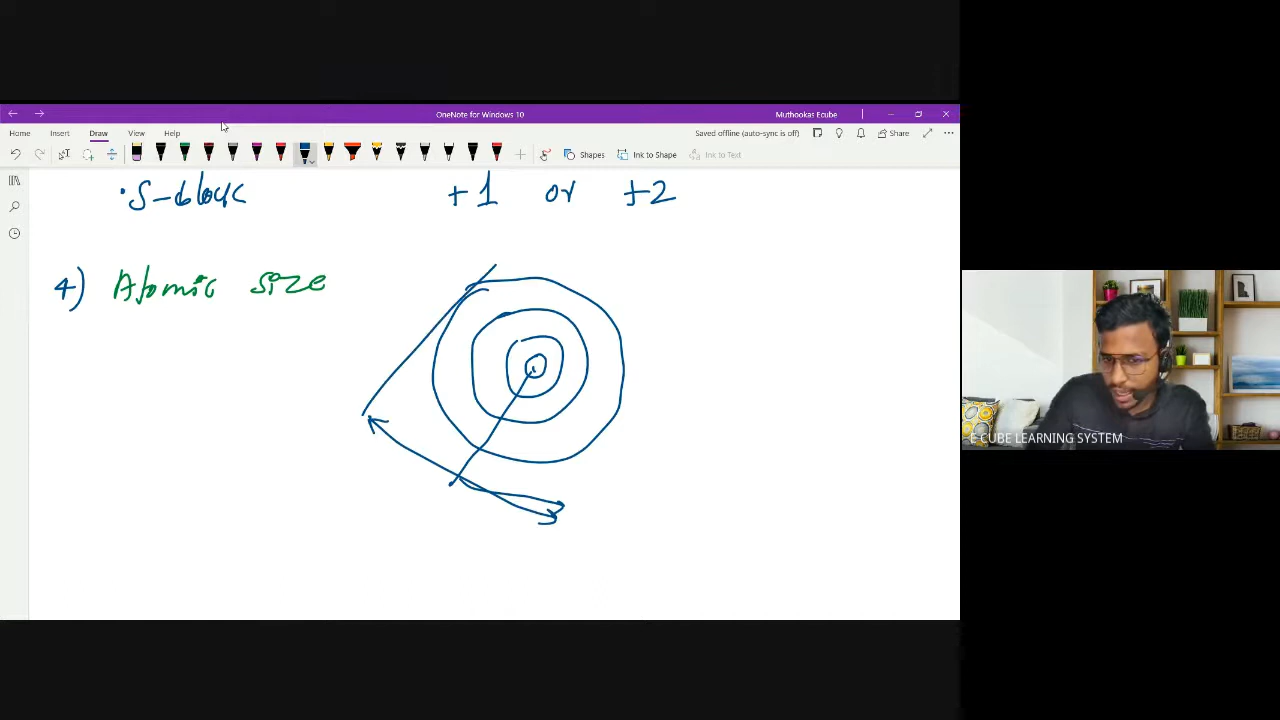 OneNote for Windows 10
Muthookas Ecube
Home Insert Draw View Help
Saved offline (auto-sync is off)
Share
Shapes
Ink to Shape
Ink to Text
• S-block +1 or +2
4) Atomic size
E CUBE LEARNING SYSTEM